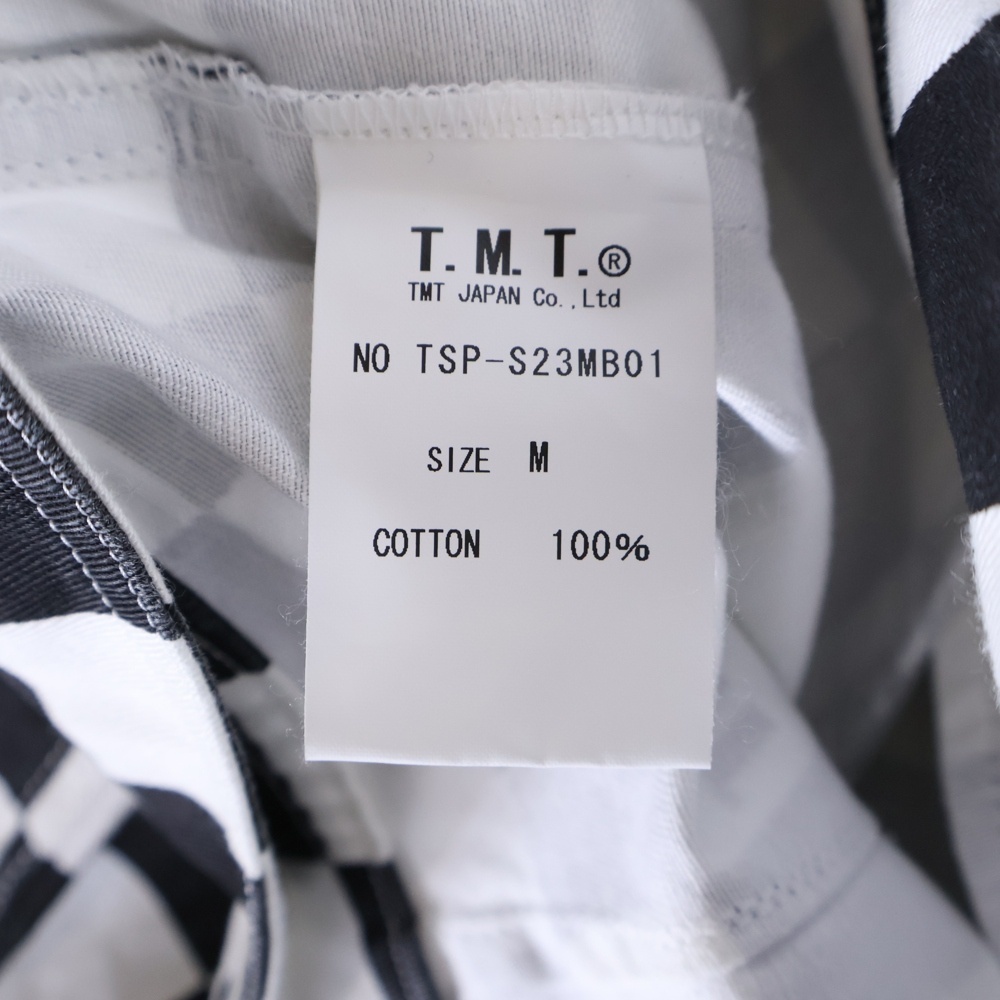 T.M.T.®
TMT JAPAN Co.,Ltd
NO TSP-S23MB01
SIZE M
COTTON 100%